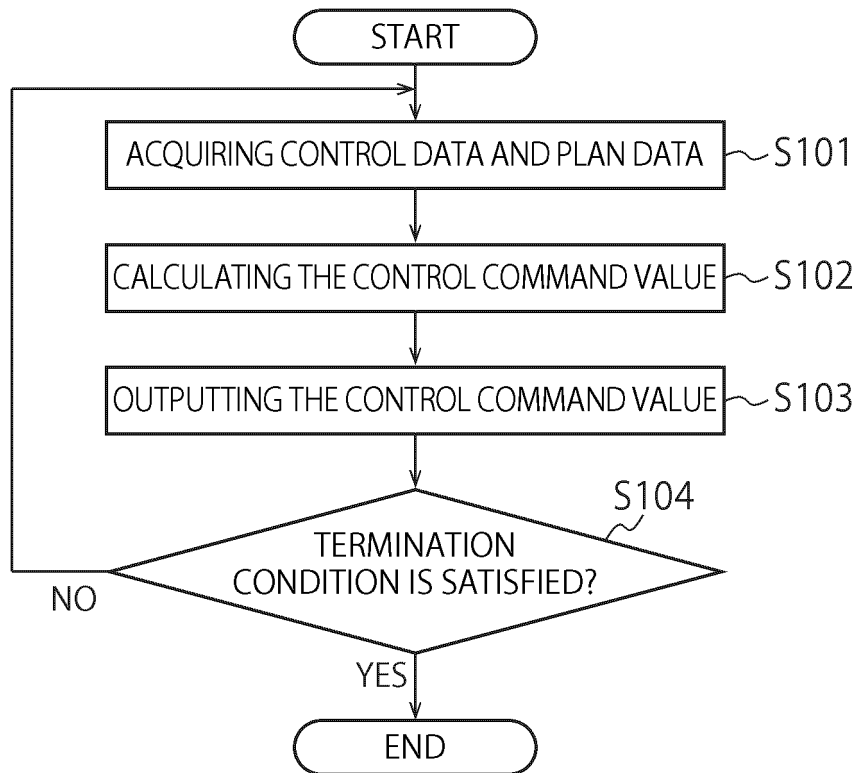 START
ACQUIRING CONTROL DATA AND PLAN DATA
S101
CALCULATING THE CONTROL COMMAND VALUE
S102
OUTPUTTING THE CONTROL COMMAND VALUE
S103
S104
TERMINATION
CONDITION IS SATISFIED?
NO
YES
END